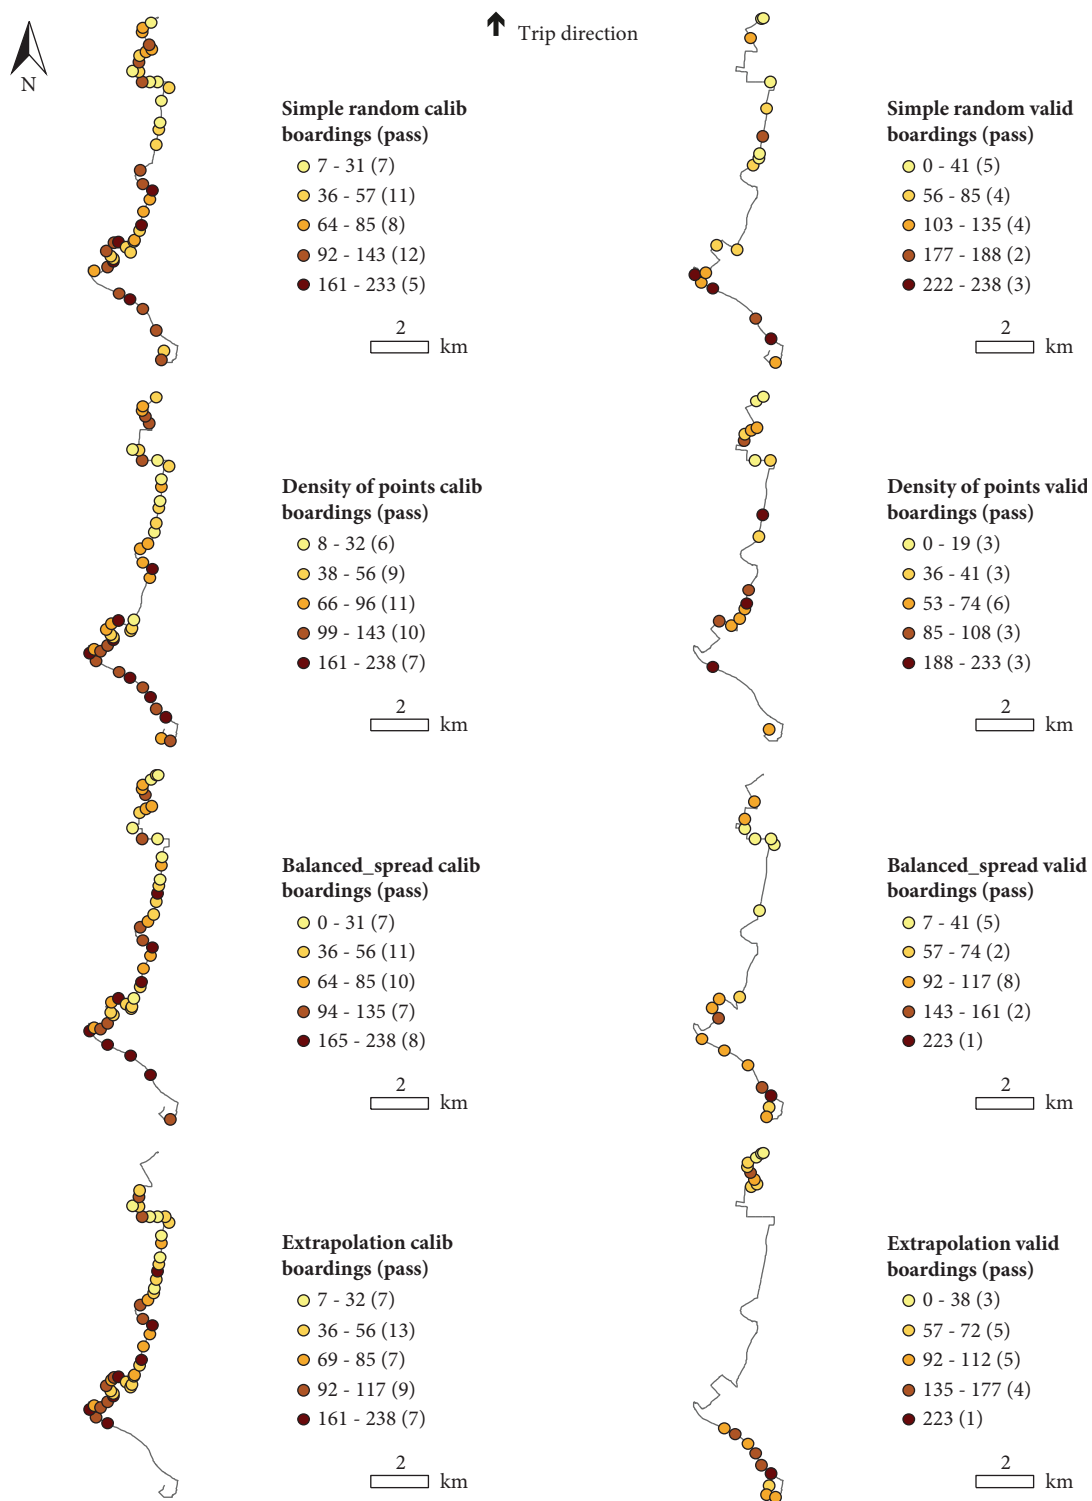 Trip direction
N
Simple random calib
boardings (pass)
7 - 31 (7)
36 - 57 (11)
64 - 85 (8)
92 - 143 (12)
161 - 233 (5)
2
km
Simple random valid
boardings (pass)
0 - 41 (5)
56 - 85 (4)
103 - 135 (4)
177 - 188 (2)
222 - 238 (3)
2
km
Density of points calib
boardings (pass)
8 - 32 (6)
38 - 56 (9)
66 - 96 (11)
99 - 143 (10)
161 - 238 (7)
2
km
Density of points valid
boardings (pass)
0 - 19 (3)
36 - 41 (3)
53 - 74 (6)
85 - 108 (3)
188 - 233 (3)
2
km
Balanced_spread calib
boardings (pass)
0 - 31 (7)
36 - 56 (11)
64 - 85 (10)
94 - 135 (7)
165 - 238 (8)
2
km
Balanced_spread valid
boardings (pass)
7 - 41 (5)
57 - 74 (2)
92 - 117 (8)
143 - 161 (2)
223 (1)
2
km
Extrapolation calib
boardings (pass)
7 - 32 (7)
36 - 56 (13)
69 - 85 (7)
92 - 117 (9)
161 - 238 (7)
2
km
Extrapolation valid
boardings (pass)
0 - 38 (3)
57 - 72 (5)
92 - 112 (5)
135 - 177 (4)
223 (1)
2
km